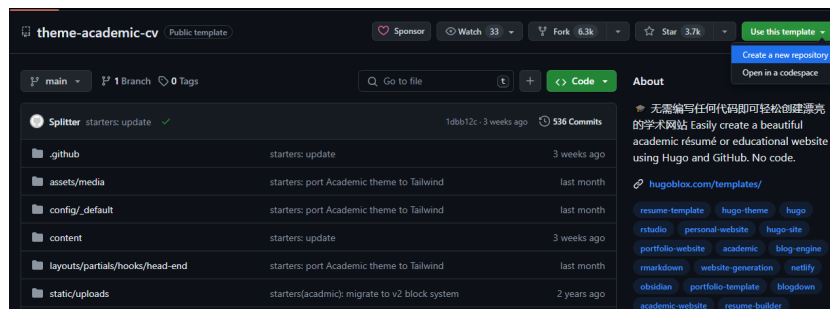 theme-academic-cv Public template
Sponsor
Watch 33
Fork 6.3k
Star 3.7k
Use this template
Create a new repository
Open in a codespace
main
1 Branch
0 Tags
Go to file
t
Code
About
Splitter starters: update
1dbb12c · 3 weeks ago
536 Commits
.github starters: update 3 weeks ago
assets/media starters: port Academic theme to Tailwind last month
config/_default starters: port Academic theme to Tailwind last month
content starters: update 3 weeks ago
layouts/partials/hooks/head-end starters: port Academic theme to Tailwind last month
static/uploads starters(acadmic): migrate to v2 block system 2 years ago
无需编写任何代码即可轻松创建漂亮
的学术网站 Easily create a beautiful
academic résumé or educational website
using Hugo and GitHub. No code.
hugoblox.com/templates/
resume-template hugo-theme hugo
rstudio personal-website hugo-site
portfolio-website academic blog-engine
rmarkdown website-generation netlify
obsidian portfolio-template blogdown
academic-website resume-builder